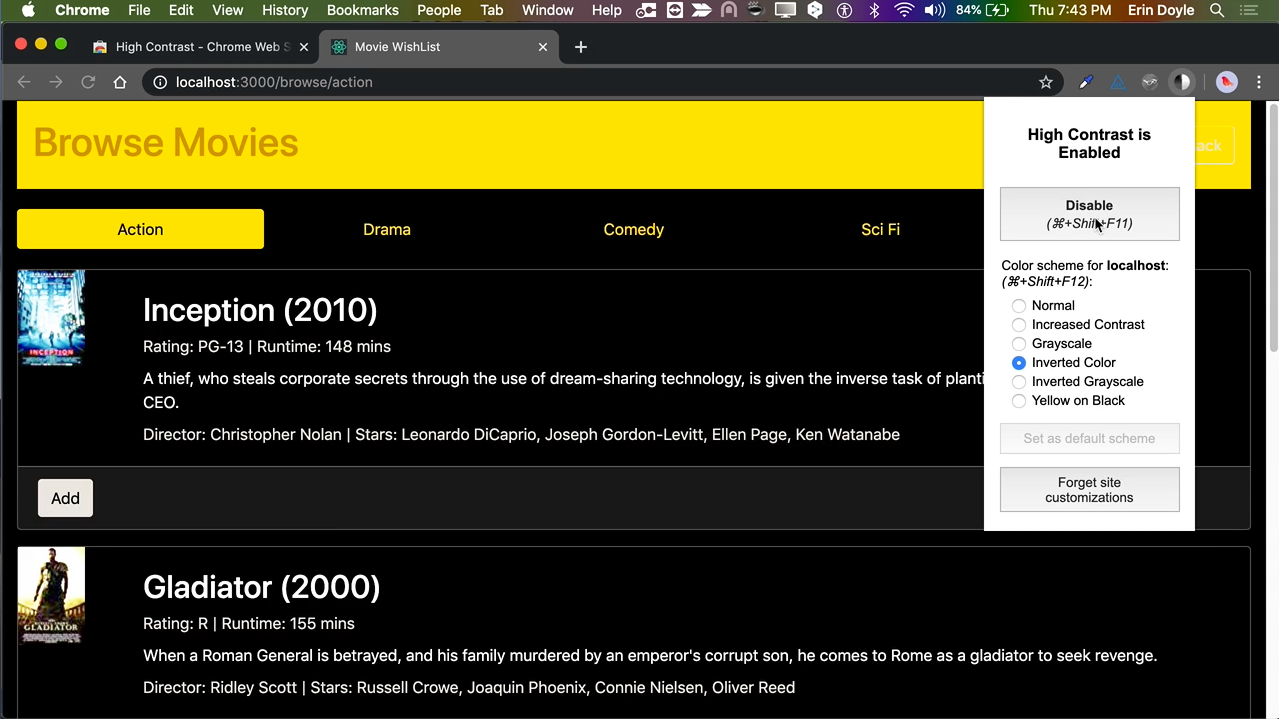 Chrome File Edit View History Bookmarks People Tab Window Help 84% Thu 7:43 PM Erin Doyle
High Contrast - Chrome Web S
Movie WishList
localhost:3000/browse/action
Browse Movies
ack
Action Drama Comedy Sci Fi
Inception (2010)
Rating: PG-13 | Runtime: 148 mins
A thief, who steals corporate secrets through the use of dream-sharing technology, is given the inverse task of planti
CEO.
Director: Christopher Nolan | Stars: Leonardo DiCaprio, Joseph Gordon-Levitt, Ellen Page, Ken Watanabe
INCEPTION
Add
Gladiator (2000)
Rating: R | Runtime: 155 mins
When a Roman General is betrayed, and his family murdered by an emperor's corrupt son, he comes to Rome as a gladiator to seek revenge.
Director: Ridley Scott | Stars: Russell Crowe, Joaquin Phoenix, Connie Nielsen, Oliver Reed
GLADIATOR
High Contrast is
Enabled
Disable
(⌘+Shift+F11)
Color scheme for localhost:
(⌘+Shift+F12):
Normal
Increased Contrast
Grayscale
Inverted Color
Inverted Grayscale
Yellow on Black
Set as default scheme
Forget site
customizations